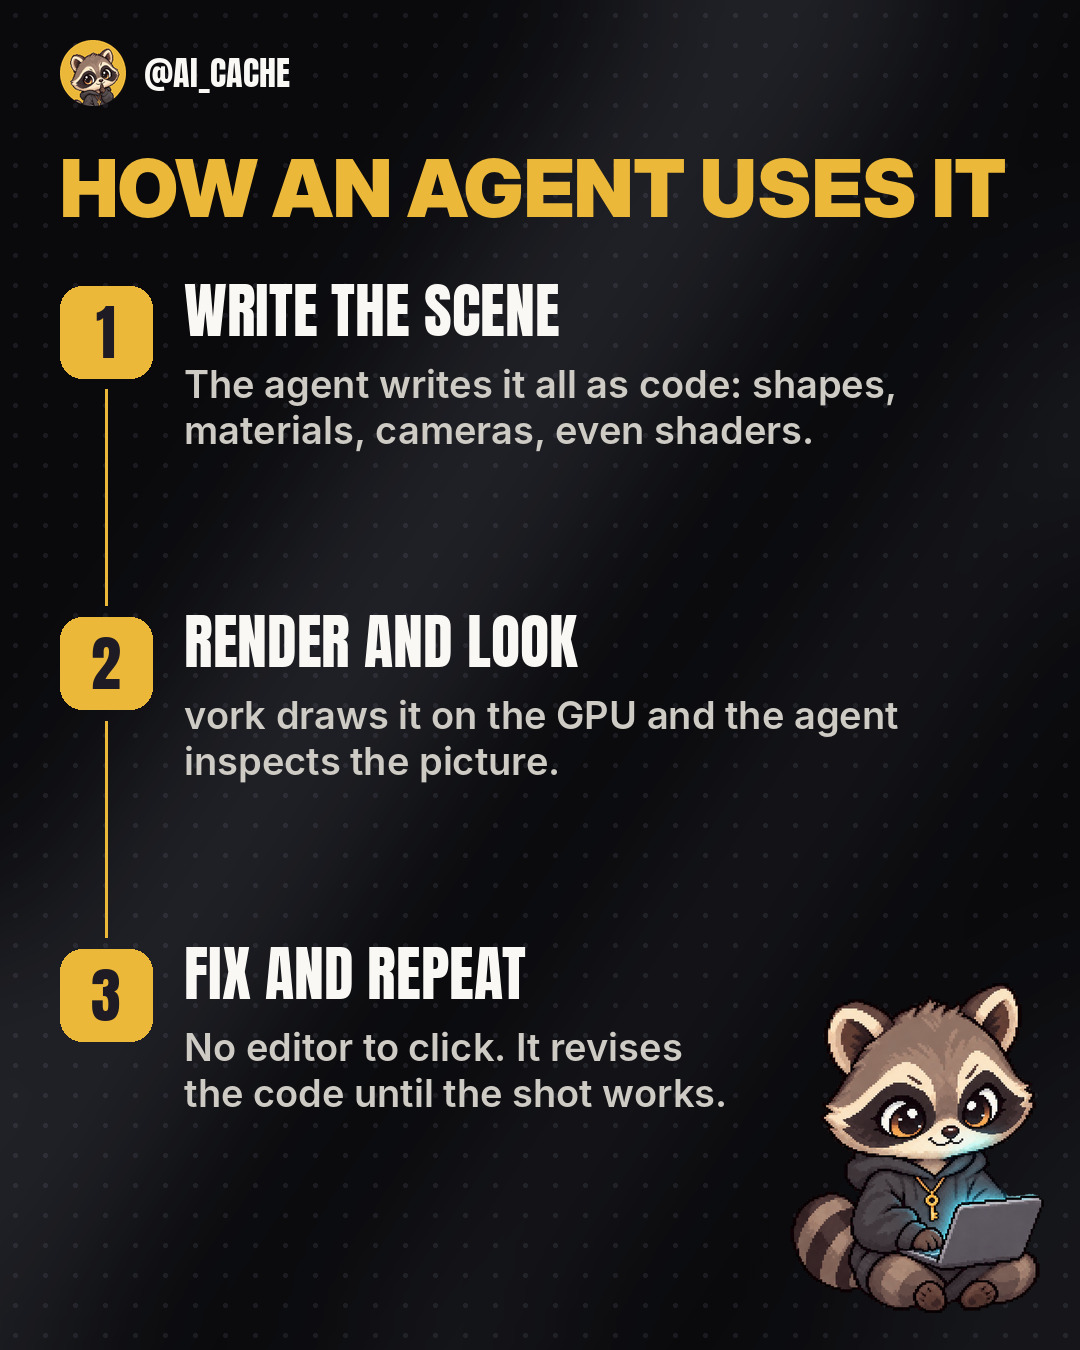 @AI_CACHE
HOW AN AGENT USES IT
1
WRITE THE SCENE
The agent writes it all as code: shapes,
materials, cameras, even shaders.
2
RENDER AND LOOK
vork draws it on the GPU and the agent
inspects the picture.
3
FIX AND REPEAT
No editor to click. It revises
the code until the shot works.